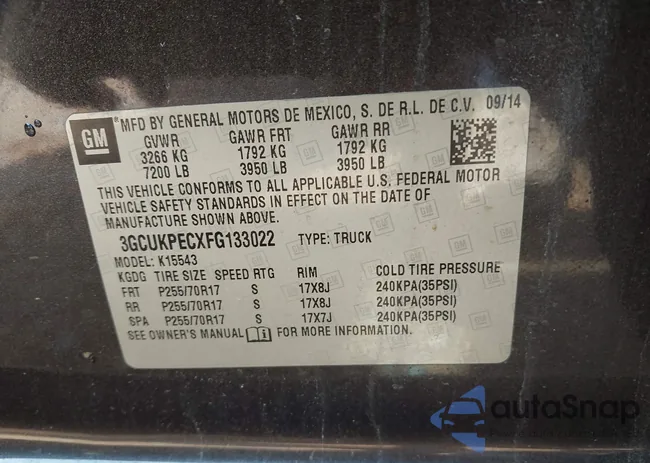 GM
MFD BY GENERAL MOTORS DE MEXICO, S. DE R.L. DE C.V. 09/14
GVWR GAWR FRT GAWR RR
3266 KG 1792 KG 1792 KG
7200 LB 3950 LB 3950 LB
THIS VEHICLE CONFORMS TO ALL APPLICABLE U.S. FEDERAL MOTOR
VEHICLE SAFETY STANDARDS IN EFFECT ON THE DATE OF
MANUFACTURE SHOWN ABOVE.
3GCUKPECXFG133022 TYPE: TRUCK
MODEL: K15543
KGDG TIRE SIZE SPEED RTG RIM COLD TIRE PRESSURE
FRT P255/70R17 S 17X8J 240KPA(35PSI)
RR P255/70R17 S 17X8J 240KPA(35PSI)
SPA P255/70R17 S 17X7J 240KPA(35PSI)
SEE OWNER'S MANUAL FOR MORE INFORMATION.
autoSnap